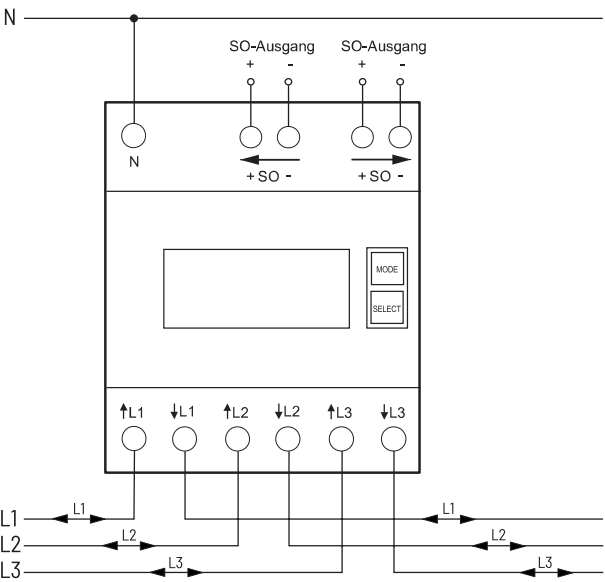 N
SO-Ausgang SO-Ausgang
+ - + -
N
+ SO - + SO -
MODE
SELECT
↑L1 ↓L1 ↑L2 ↓L2 ↑L3 ↓L3
L1 L1 L1
L2 L2 L2
L3 L3 L3